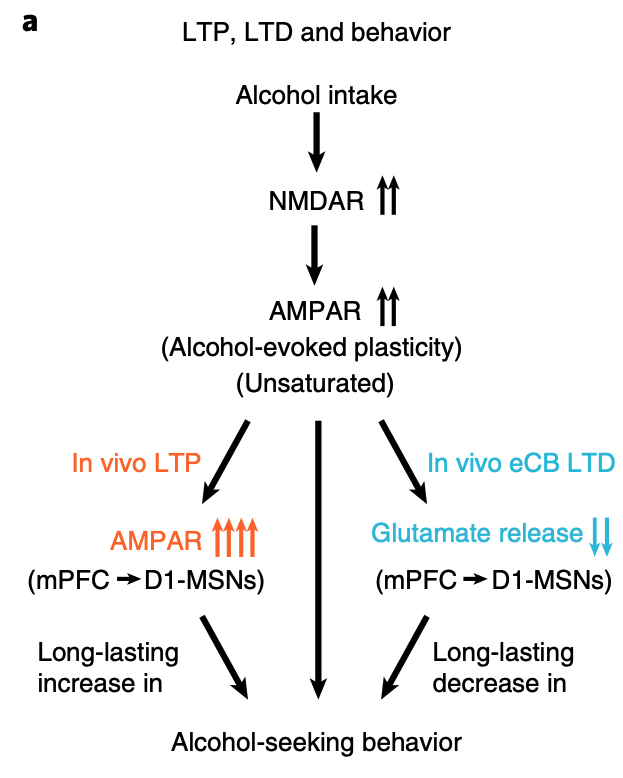 a
LTP, LTD and behavior
Alcohol intake
NMDAR
AMPAR
(Alcohol-evoked plasticity)
(Unsaturated)
In vivo LTP
In vivo eCB LTD
AMPAR
Glutamate release
(mPFC → D1-MSNs)
(mPFC → D1-MSNs)
Long-lasting
increase in
Long-lasting
decrease in
Alcohol-seeking behavior